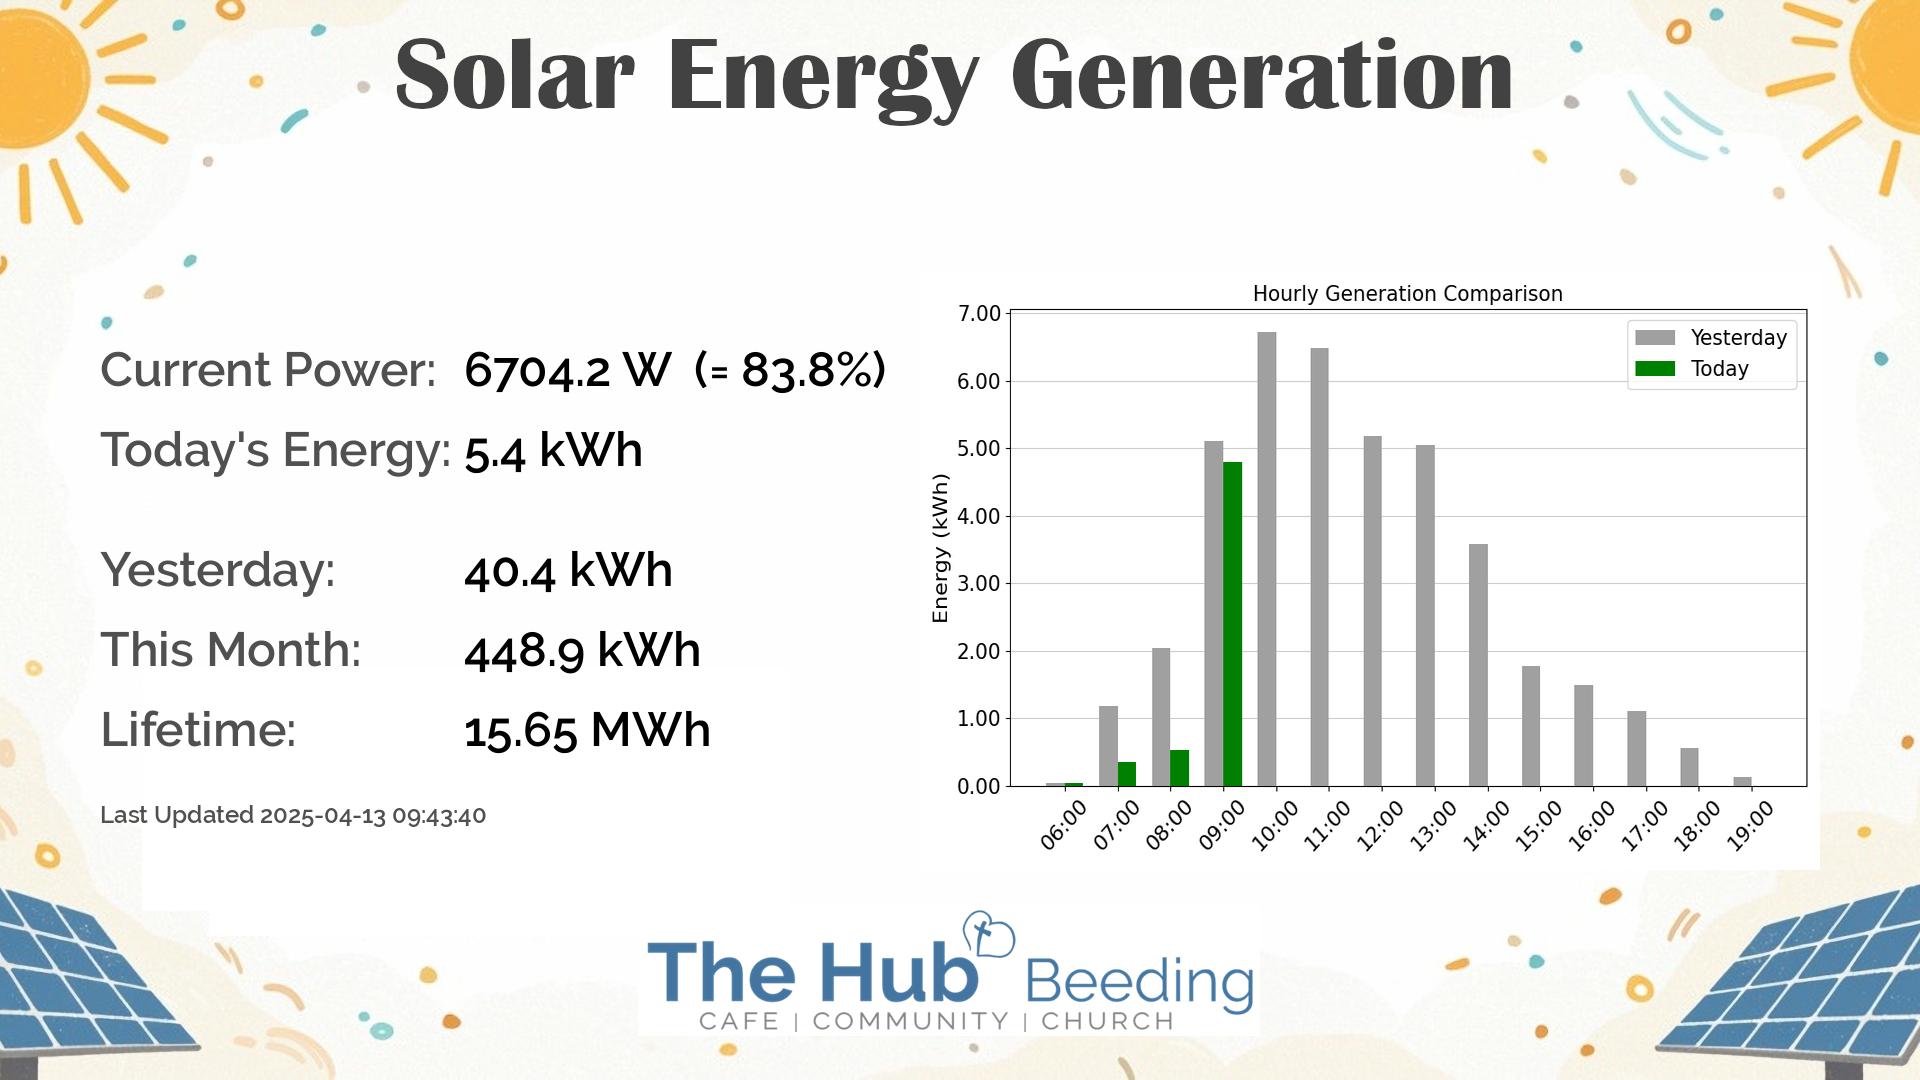 Solar Energy Generation
Current Power: 6704.2 W (= 83.8%)
Today's Energy: 5.4 kWh
Yesterday: 40.4 kWh
This Month: 448.9 kWh
Lifetime: 15.65 MWh
Last Updated 2025-04-13 09:43:40
Hourly Generation Comparison
Yesterday
Today
Energy (kWh)
7.00
6.00
5.00
4.00
3.00
2.00
1.00
0.00
06:00 07:00 08:00 09:00 10:00 11:00 12:00 13:00 14:00 15:00 16:00 17:00 18:00 19:00
The Hub Beeding
CAFE | COMMUNITY | CHURCH